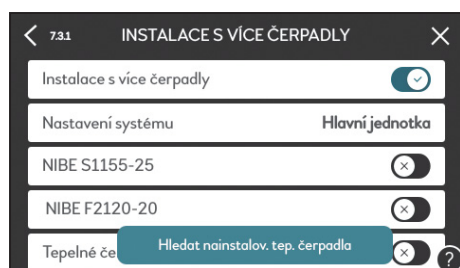 7.3.1 INSTALACE S VÍCE ČERPADLY
Instalace s více čerpadly
Nastavení systému Hlavní jednotka
NIBE S1155-25
NIBE F2120-20
Tepelné če
Hledat nainstalov. tep. čerpadla
?